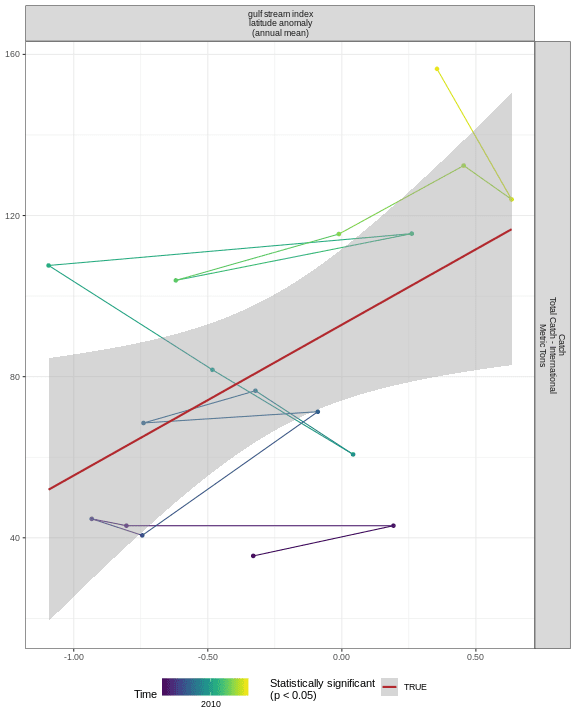 gulf stream index
latitude anomaly
(annual mean)
160
120
80
40
Catch
Total Catch - International
Metric Tons
-1.00
-0.50
0.00
0.50
Time
2010
Statistically significant
(p < 0.05)
TRUE